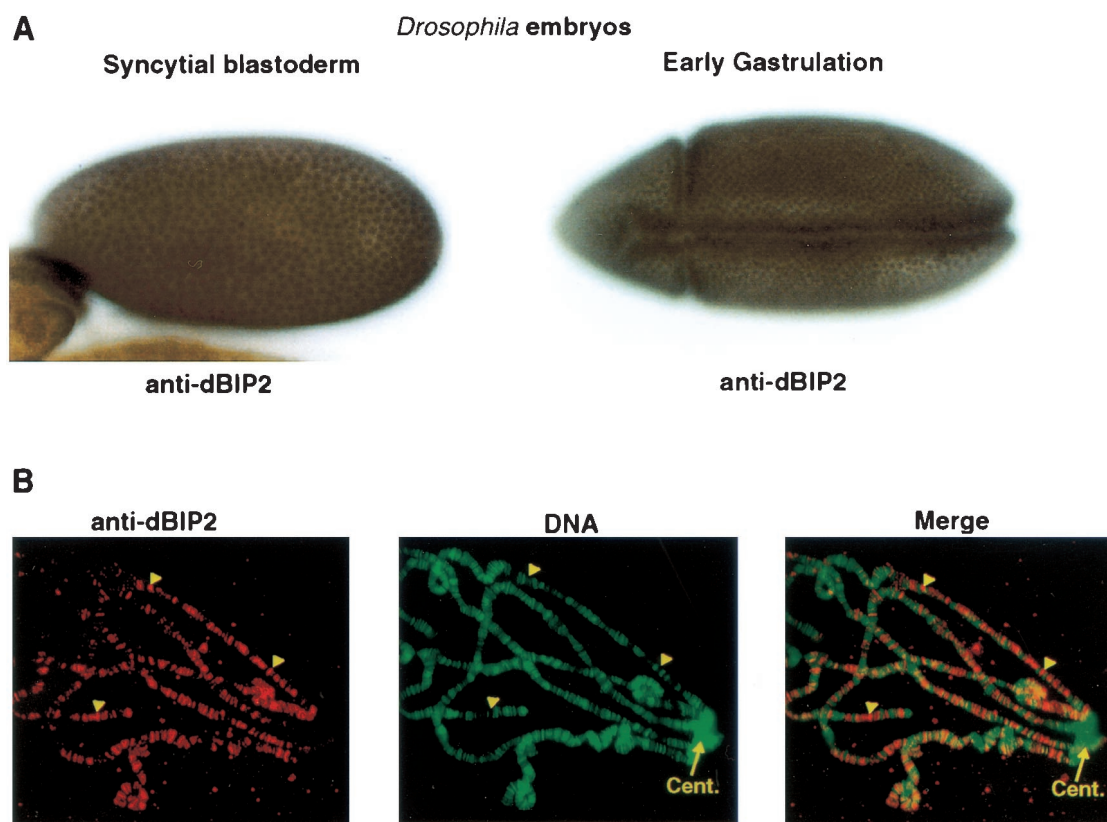 A
Drosophila embryos
Syncytial blastoderm
Early Gastrulation
anti-dBIP2
anti-dBIP2
B
anti-dBIP2
DNA
Merge
Cent.
Cent.